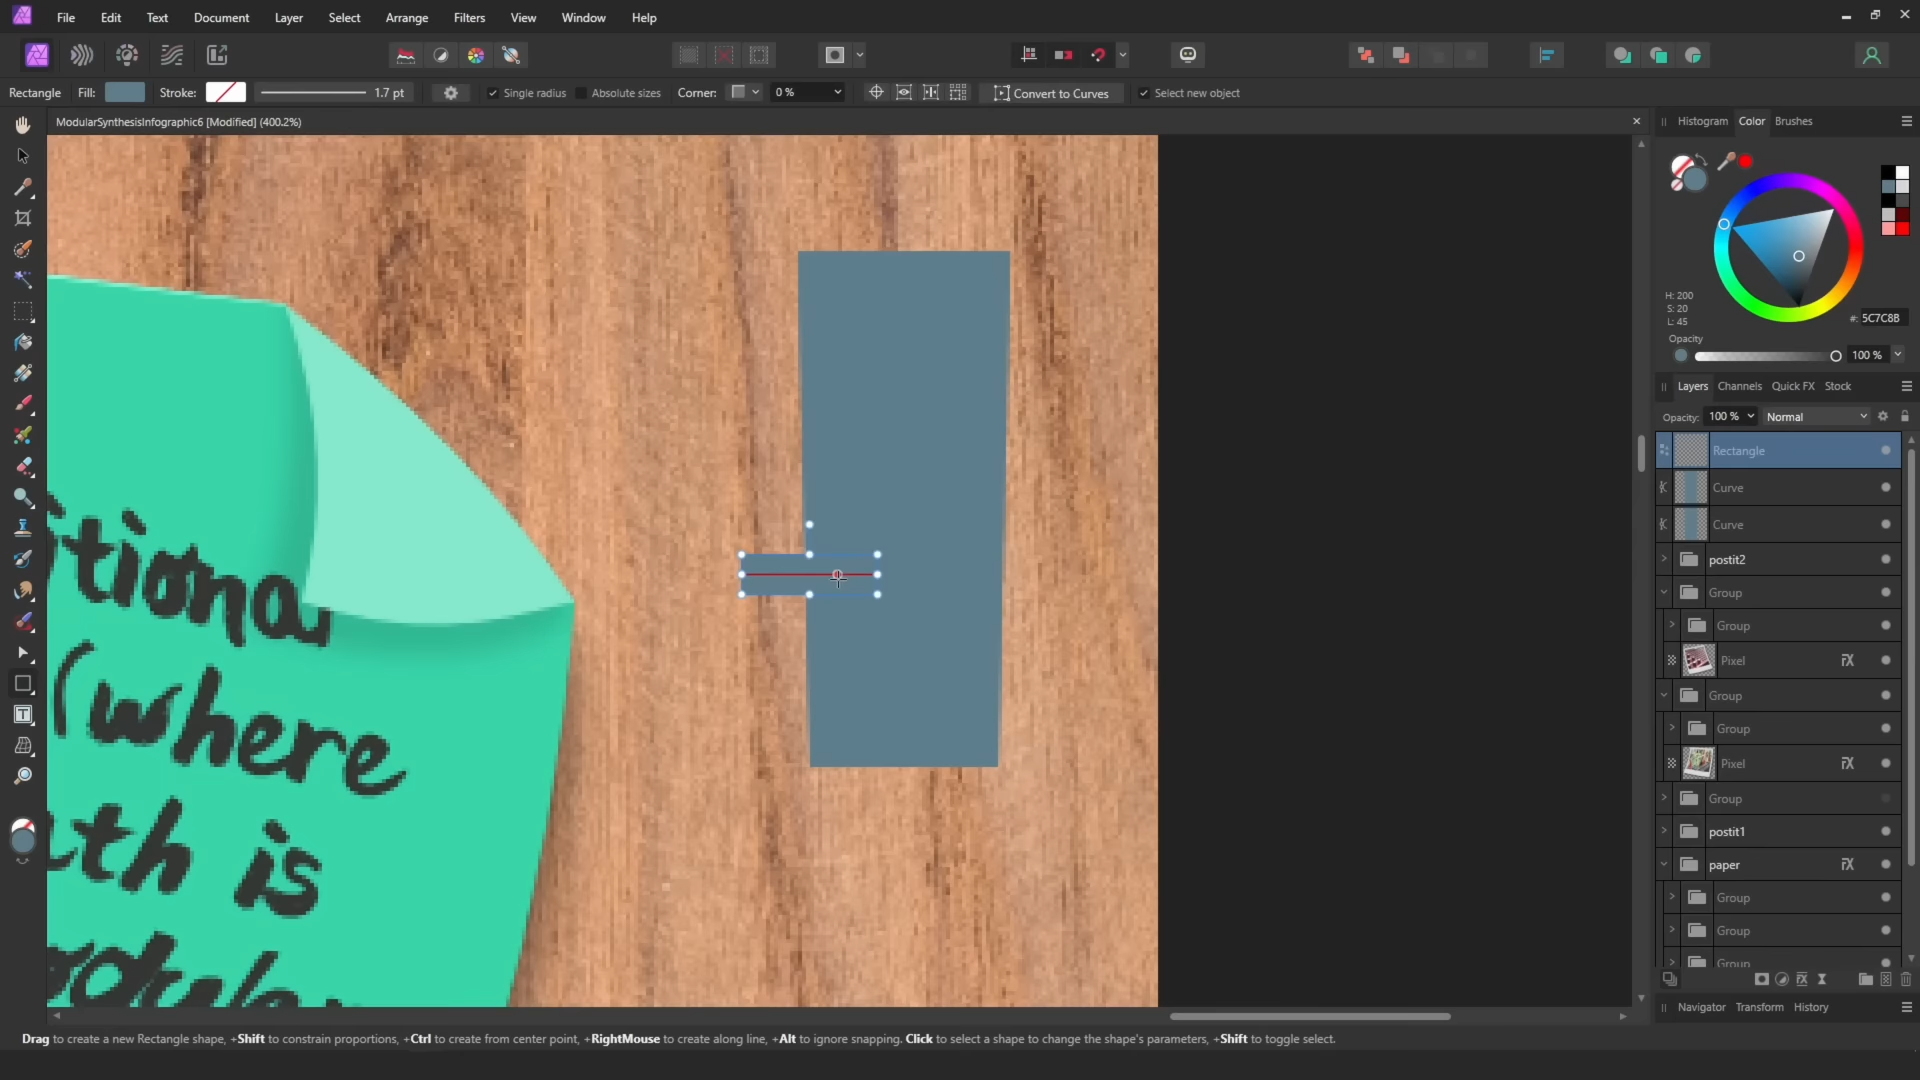 File Edit Text Document Layer Select Arrange Filters View Window Help
Rectangle Fill: Stroke: 1.7 pt Single radius Absolute sizes Corner: 0 % Convert to Curves Select new object
ModularSynthesisInfographic6 [Modified] (400.2%)
Histogram Color Brushes
H: 200
S: 20
L: 45
#: 5C7C8B
Opacity
100 %
Layers Channels Quick FX Stock
Opacity: 100 % Normal
Rectangle
Curve
Curve
postit2
Group
Group
Pixel
Group
Group
Pixel
Group
postit1
paper
Group
Group
Group
Navigator Transform History
(where
is
Drag to create a new Rectangle shape, +Shift to constrain proportions, +Ctrl to create from center point, +RightMouse to create along line, +Alt to ignore snapping. Click to select a shape to change the shape's parameters, +Shift to toggle select.